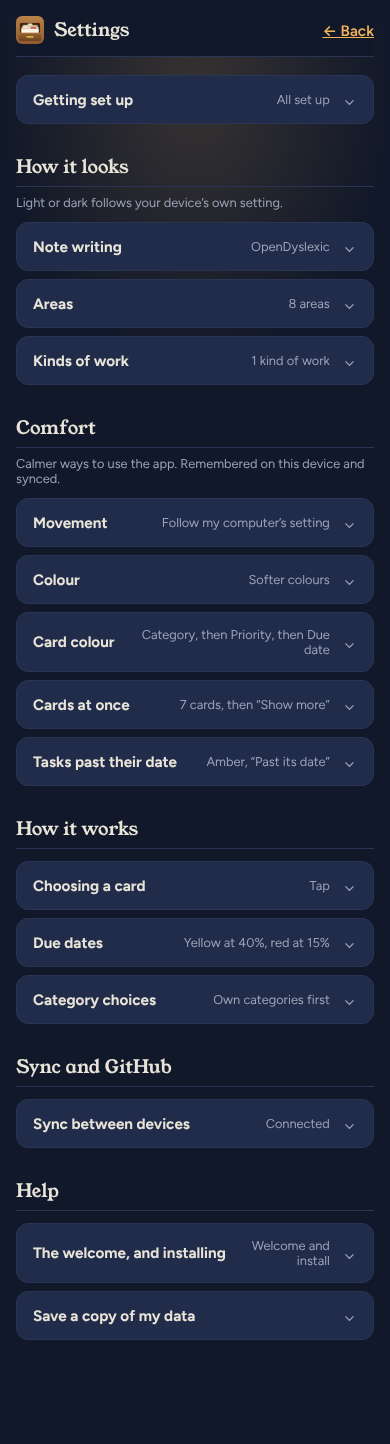 Settings
← Back
Getting set up
All set up
How it looks
Light or dark follows your device’s own setting.
Note writing
OpenDyslexic
Areas
8 areas
Kinds of work
1 kind of work
Comfort
Calmer ways to use the app. Remembered on this device and
synced.
Movement
Follow my computer’s setting
Colour
Softer colours
Card colour
Category, then Priority, then Due
date
Cards at once
7 cards, then “Show more”
Tasks past their date
Amber, “Past its date”
How it works
Choosing a card
Tap
Due dates
Yellow at 40%, red at 15%
Category choices
Own categories first
Sync and GitHub
Sync between devices
Connected
Help
The welcome, and installing
Welcome and
install
Save a copy of my data